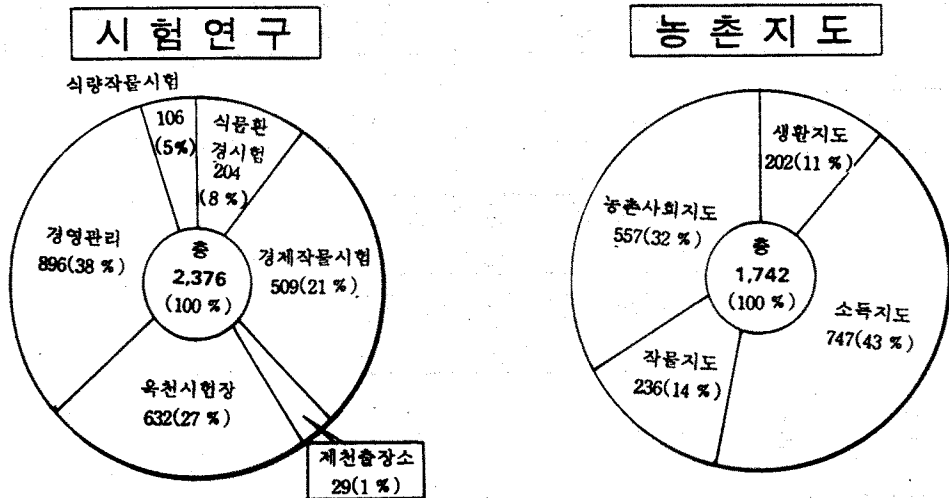 시험연구
식량작물시험
106
(5%)
식물환
경시험
204
(8 %)
경영관리
896(38 %)
총
2,376
(100 %)
경제작물시험
509(21 %)
옥천시험장
632(27 %)
제천출장소
29(1 %)
농촌지도
생활지도
202(11 %)
농촌사회지도
557(32 %)
총
1,742
(100 %)
소득지도
747(43 %)
작물지도
236(14 %)